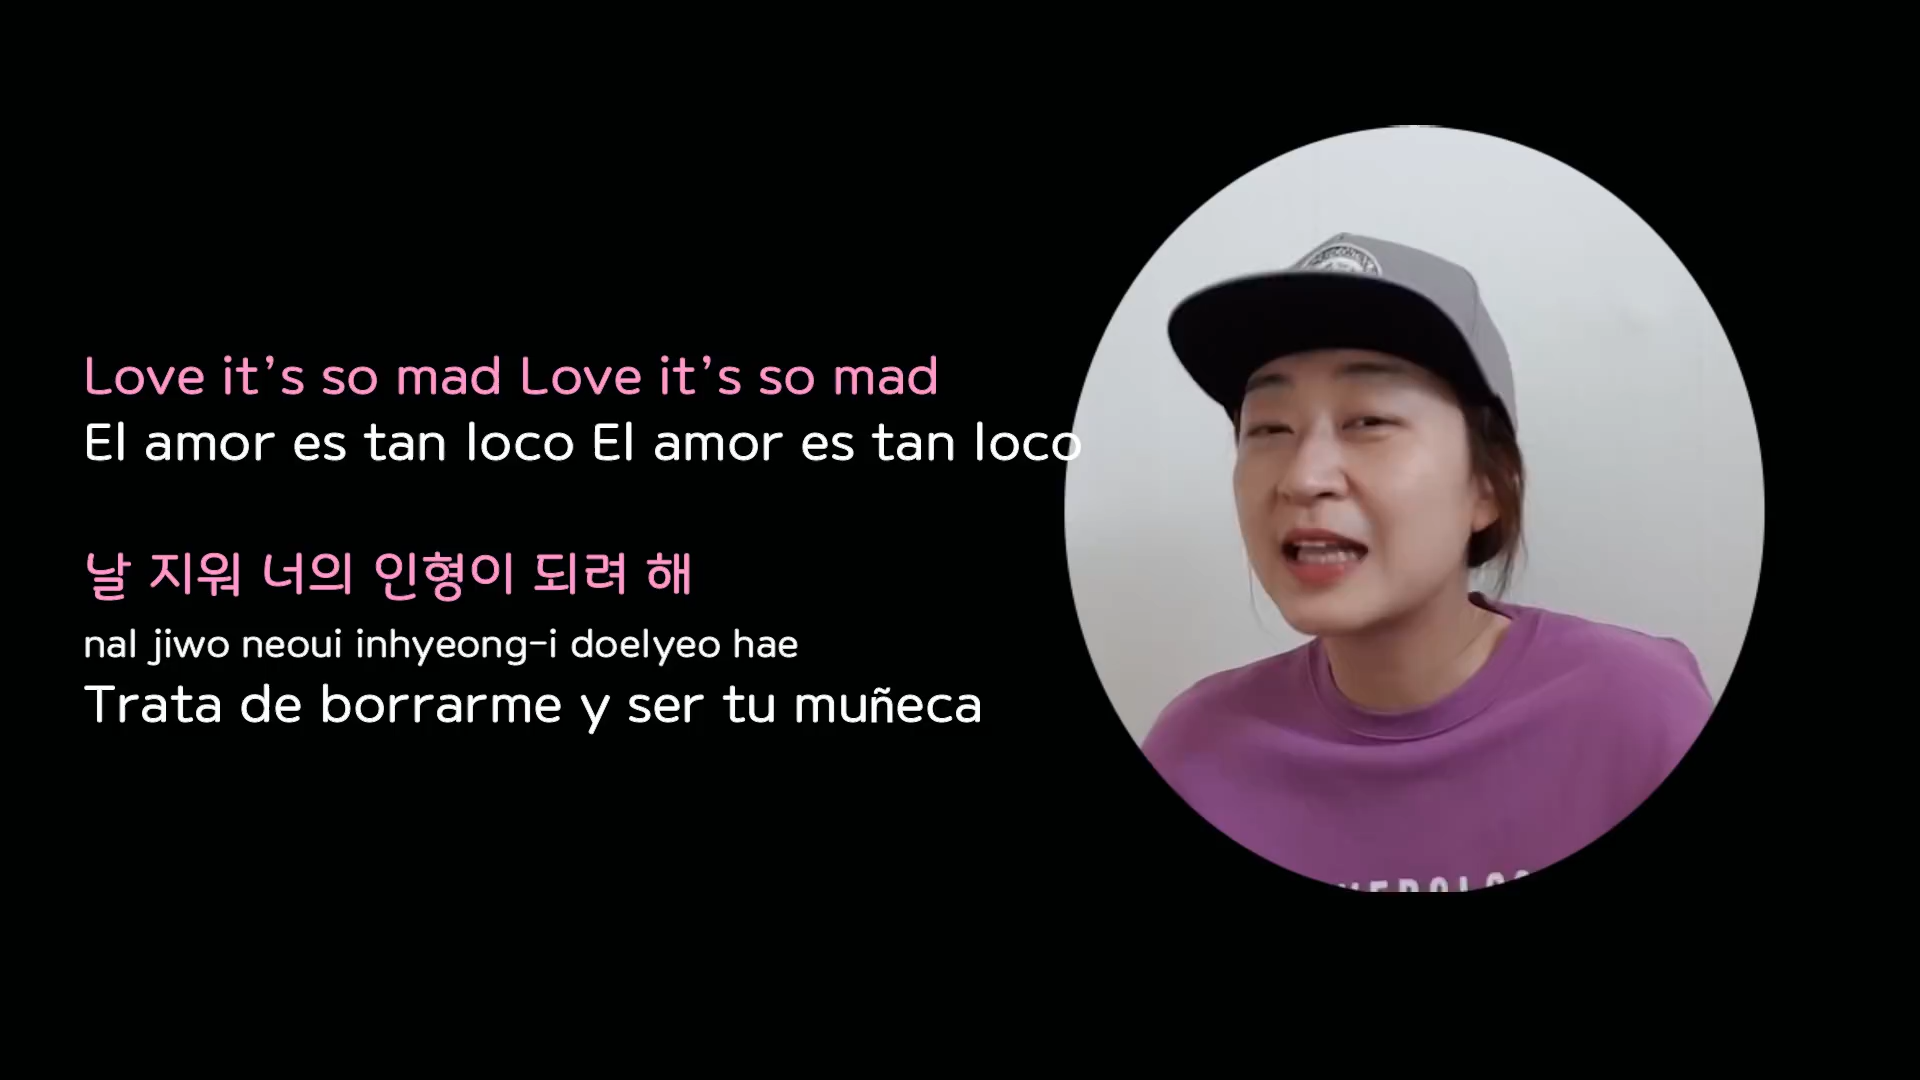 Love it’s so mad Love it’s so mad
El amor es tan loco El amor es tan loco
날 지워 너의 인형이 되려 해
nal jiwo neoui inhyeong-i doelyeo hae
Trata de borrarme y ser tu muñeca